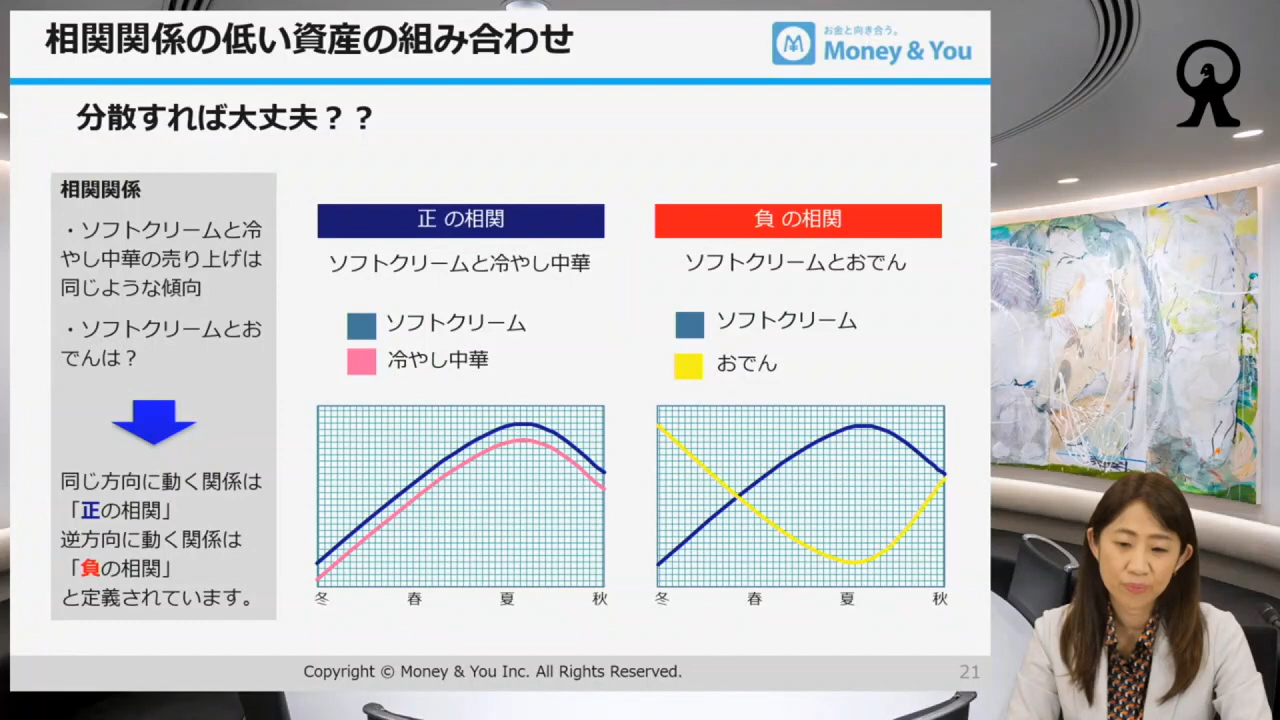 相関関係の低い資産の組み合わせ
お金と向き合う。
Money & You
分散すれば大丈夫？？
相関関係
・ソフトクリームと冷
やし中華の売り上げは
同じような傾向
・ソフトクリームとお
でんは？
同じ方向に動く関係は
「正の相関」
逆方向に動く関係は
「負の相関」
と定義されています。
正 の相関
ソフトクリームと冷やし中華
ソフトクリーム
冷やし中華
冬 春 夏 秋
負 の相関
ソフトクリームとおでん
ソフトクリーム
おでん
冬 春 夏 秋
Copyright © Money & You Inc. All Rights Reserved.
21